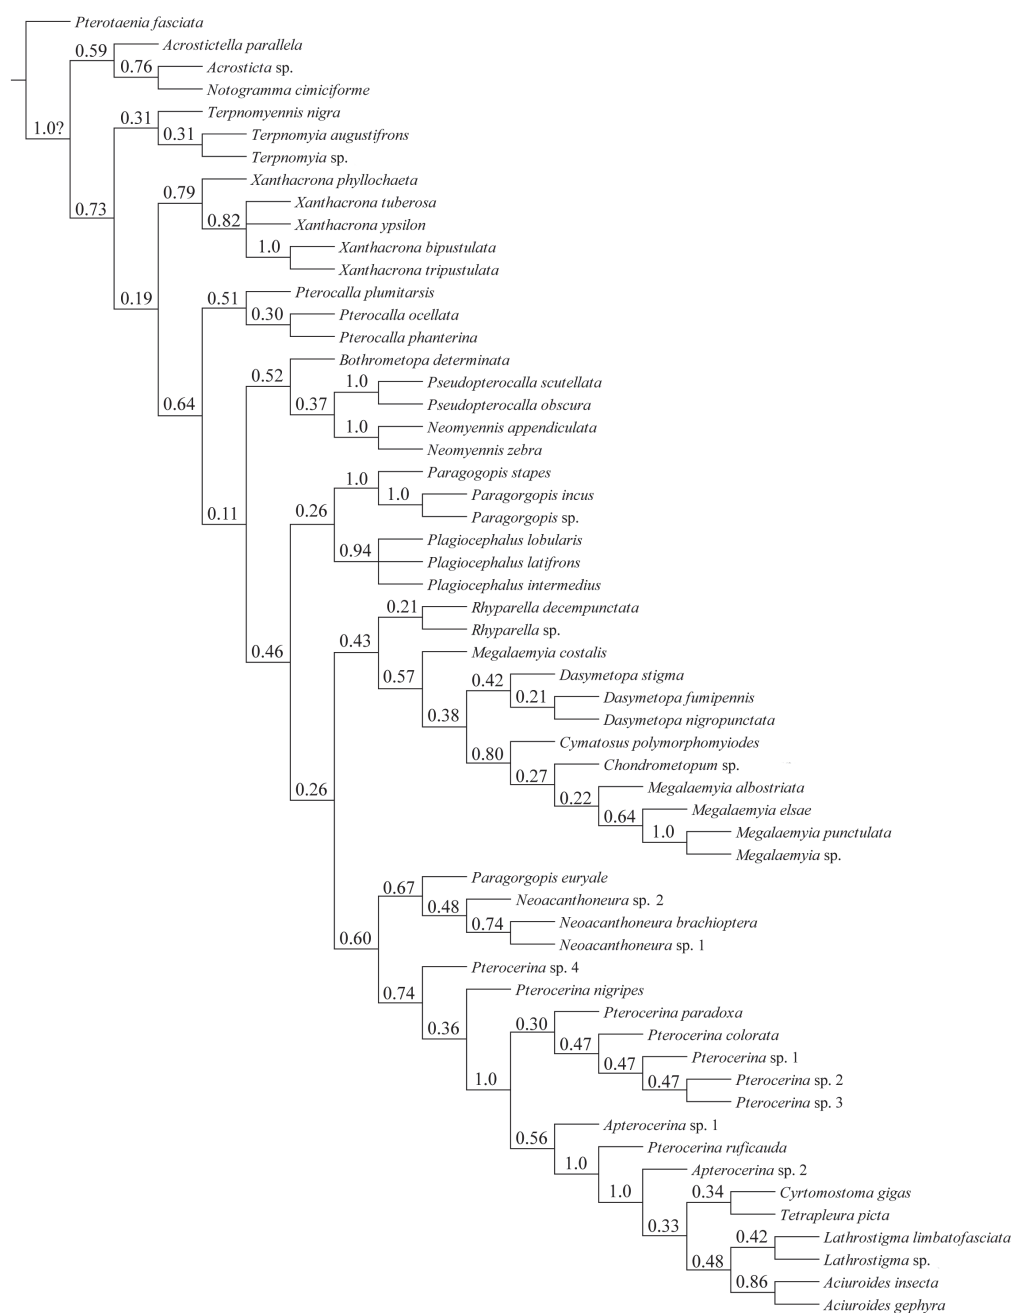 Pterotaenia fasciata
0.59 Acrostictella parallela
0.76 Acrosticta sp.
Notogramma cimiciforme
1.0? 0.31 Terpnomyennis nigra
0.31 Terpnomyia augustifrons
Terpnomyia sp.
0.79 Xanthacrona phyllochaeta
0.73 0.82 Xanthacrona tuberosa
Xanthacrona ypsilon
1.0 Xanthacrona bipustulata
Xanthacrona tripustulata
0.19 0.51 Pterocalla plumitarsis
0.30 Pterocalla ocellata
Pterocalla phanterina
0.52 Bothrometopa determinata
1.0 Pseudopterocalla scutellata
0.64 0.37 Pseudopterocalla obscura
1.0 Neomyennis appendiculata
Neomyennis zebra
1.0 Paragogopis stapes
1.0 Paragorgopis incus
0.11 0.26 Paragorgopis sp.
Plagiocephalus lobularis
0.94 Plagiocephalus latifrons
Plagiocephalus intermedius
0.21 Rhyparella decempunctata
Rhyparella sp.
0.46 0.43 Megalaemyia costalis
0.57 0.42 Dasymetopa stigma
0.21 Dasymetopa fumipennis
0.38 Dasymetopa nigropunctata
0.80 Cymatosus polymorphomyiodes
0.27 Chondrometopum sp.
0.26 0.22 Megalaemyia albostriata
0.64 Megalaemyia elsae
1.0 Megalaemyia punctulata
Megalaemyia sp.
0.67 Paragorgopis euryale
0.48 Neoacanthoneura sp. 2
0.74 Neoacanthoneura brachioptera
0.60 Neoacanthoneura sp. 1
Pterocerina sp. 4
0.74 Pterocerina nigripes
0.36 0.30 Pterocerina paradoxa
0.47 Pterocerina colorata
0.47 Pterocerina sp. 1
1.0 0.47 Pterocerina sp. 2
Pterocerina sp. 3
0.56 Apterocerina sp. 1
1.0 Pterocerina ruficauda
1.0 Apterocerina sp. 2
0.34 Cyrtomostoma gigas
0.33 Tetrapleura picta
0.42 Lathrostigma limbatofasciata
0.48 Lathrostigma sp.
0.86 Aciuroides insecta
Aciuroides gephyra